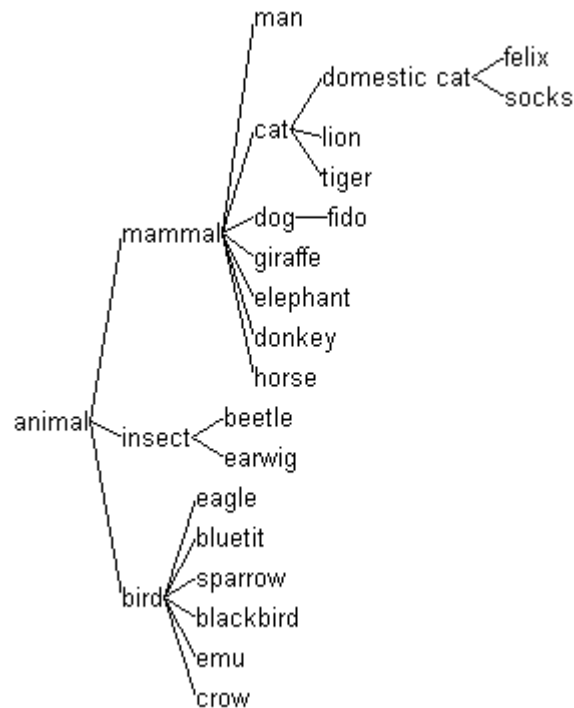 man
felix
domestic cat
socks
cat
lion
tiger
dog
fido
mammal
giraffe
elephant
donkey
horse
animal
beetle
insect
earwig
eagle
bluetit
sparrow
bird
blackbird
emu
crow